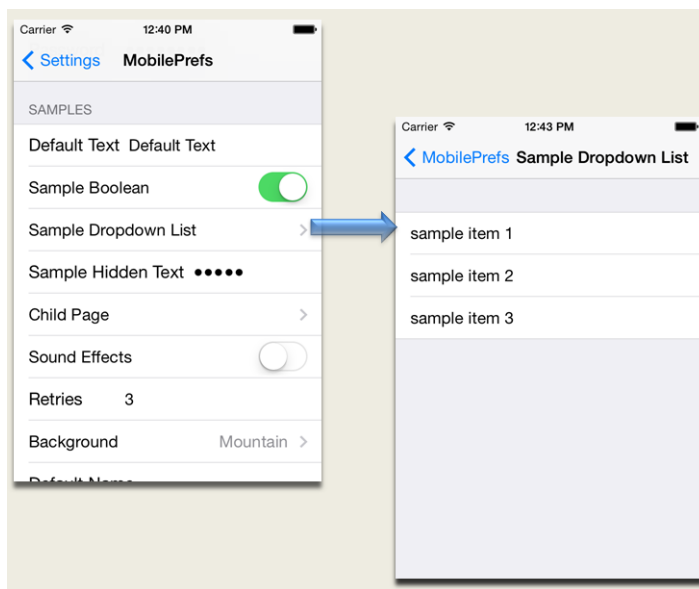 Carrier 12:40 PM
Settings MobilePrefs
SAMPLES
Default Text Default Text
Sample Boolean
Sample Dropdown List
Sample Hidden Text •••••
Child Page
Sound Effects
Retries 3
Background Mountain
Default Name
Carrier 12:43 PM
MobilePrefs Sample Dropdown List
sample item 1
sample item 2
sample item 3